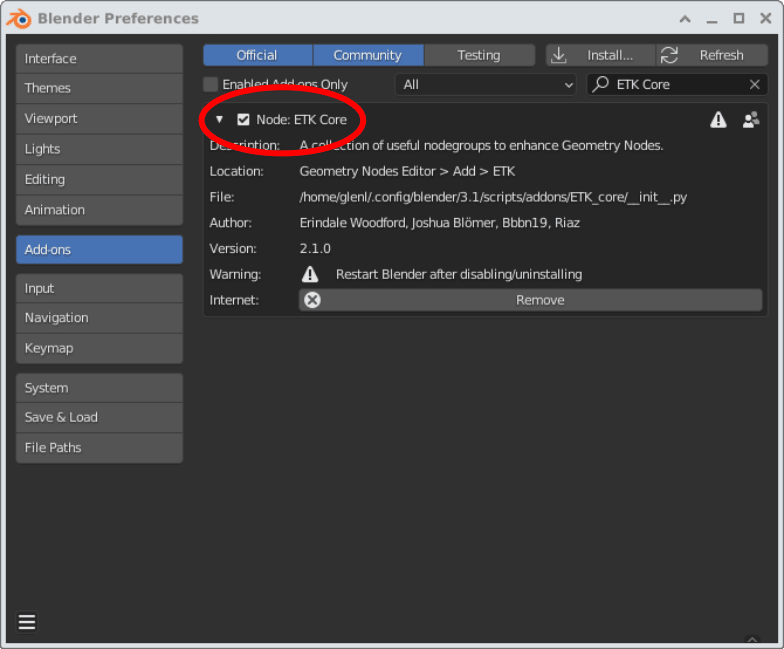 Blender Preferences
Interface
Themes
Viewport
Lights
Editing
Animation
Add-ons
Input
Navigation
Keymap
System
Save & Load
File Paths
Official Community Testing Install... Refresh
Enabled Add-ons Only All ETK Core
Node: ETK Core
Description: A collection of useful nodegroups to enhance Geometry Nodes.
Location: Geometry Nodes Editor > Add > ETK
File: /home/glenl/.config/blender/3.1/scripts/addons/ETK_core/__init__.py
Author: Erindale Woodford, Joshua Blömer, Bbbn19, Riaz
Version: 2.1.0
Warning: Restart Blender after disabling/uninstalling
Internet: Remove